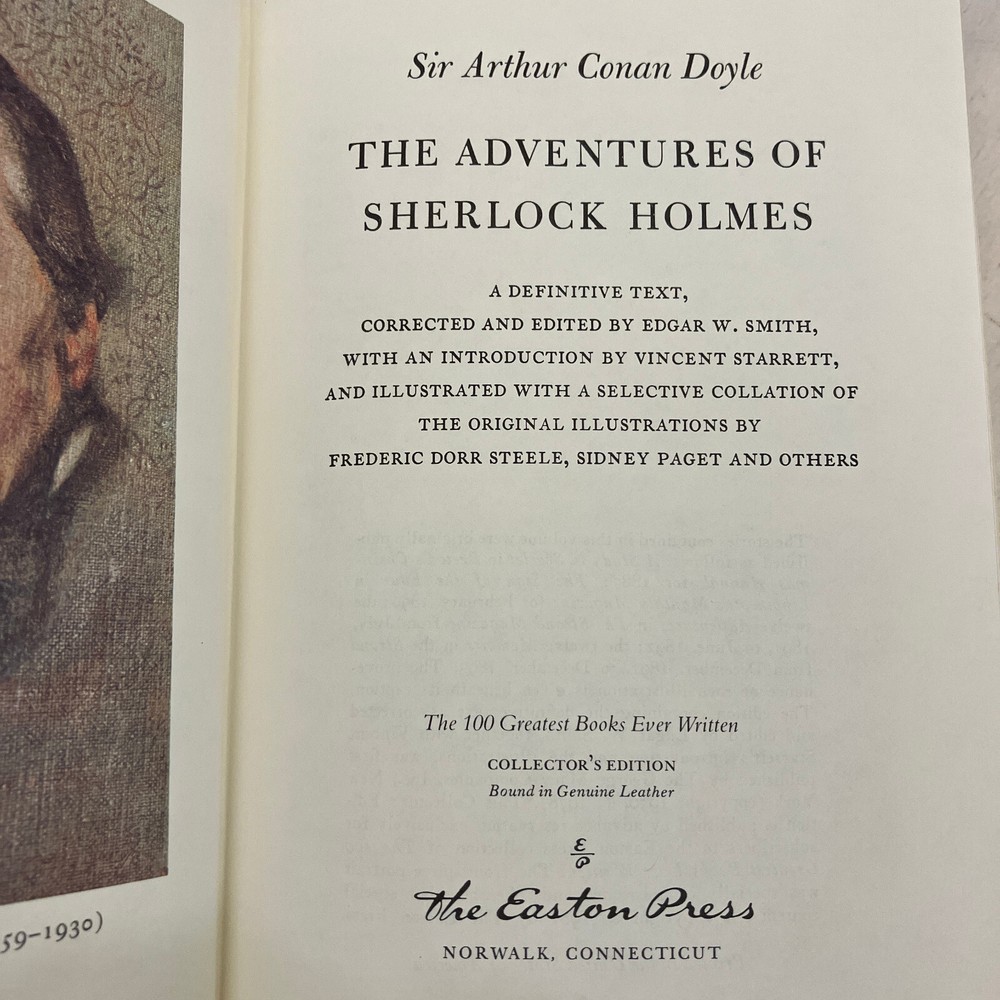 Sir Arthur Conan Doyle
THE ADVENTURES OF
SHERLOCK HOLMES
A DEFINITIVE TEXT,
CORRECTED AND EDITED BY EDGAR W. SMITH,
WITH AN INTRODUCTION BY VINCENT STARRETT,
AND ILLUSTRATED WITH A SELECTIVE COLLATION OF
THE ORIGINAL ILLUSTRATIONS BY
FREDERIC DORR STEELE, SIDNEY PAGET AND OTHERS
The 100 Greatest Books Ever Written
COLLECTOR'S EDITION
Bound in Genuine Leather
E
P
The Easton Press
NORWALK, CONNECTICUT
59–1930)